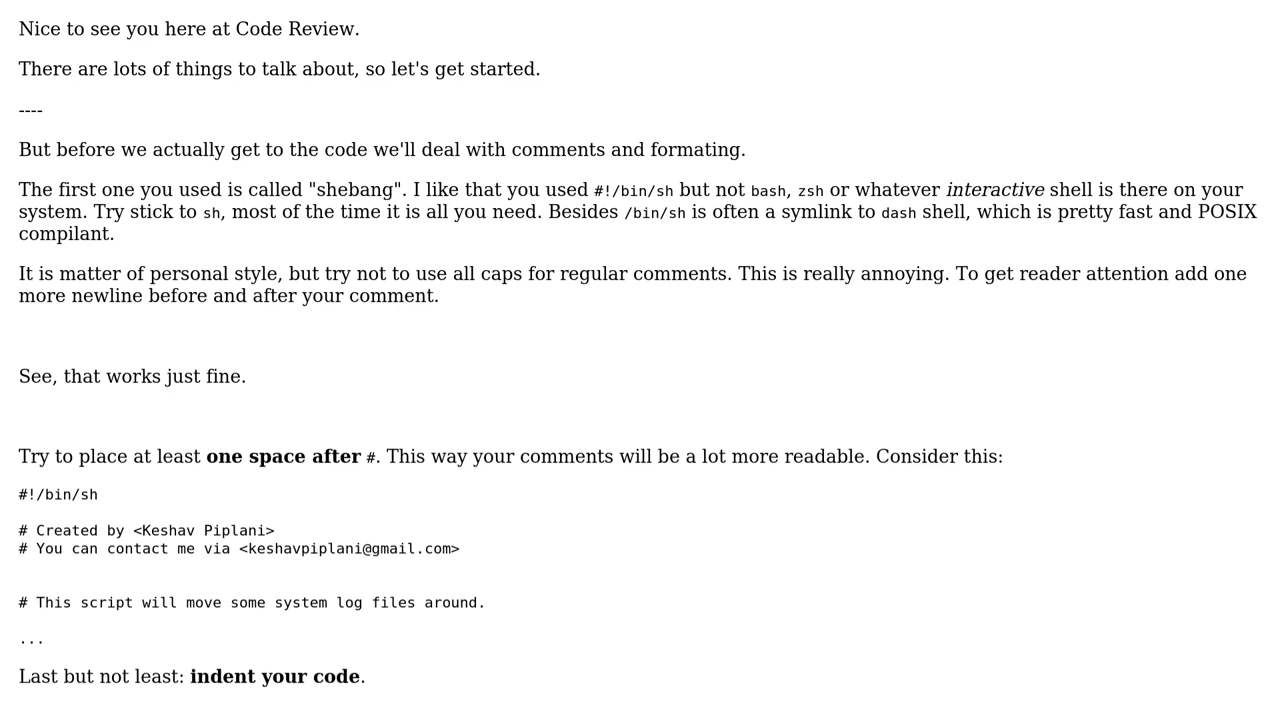 Nice to see you here at Code Review.
There are lots of things to talk about, so let's get started.
----
But before we actually get to the code we'll deal with comments and formating.
The first one you used is called "shebang". I like that you used #!/bin/sh but not bash, zsh or whatever interactive shell is there on your
system. Try stick to sh, most of the time it is all you need. Besides /bin/sh is often a symlink to dash shell, which is pretty fast and POSIX
compilant.
It is matter of personal style, but try not to use all caps for regular comments. This is really annoying. To get reader attention add one
more newline before and after your comment.
See, that works just fine.
Try to place at least one space after #. This way your comments will be a lot more readable. Consider this:
#!/bin/sh
# Created by <Keshav Piplani>
# You can contact me via <keshavpiplani@gmail.com>
# This script will move some system log files around.
...
Last but not least: indent your code.